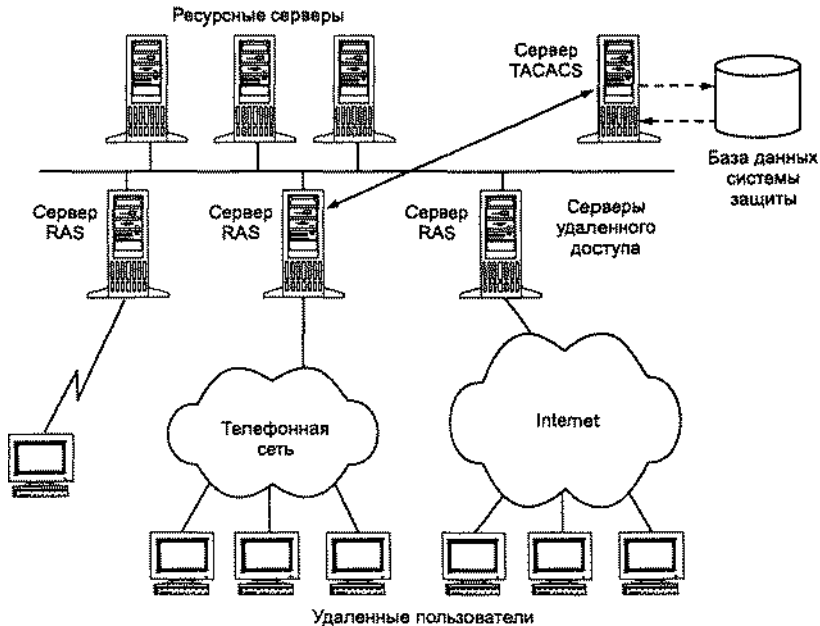 Ресурсные серверы
Сервер
TACACS
База данных
системы
защиты
Сервер
RAS
Сервер
RAS
Сервер
RAS
Серверы
удаленного
доступа
Телефонная
сеть
Internet
Удаленные пользователи